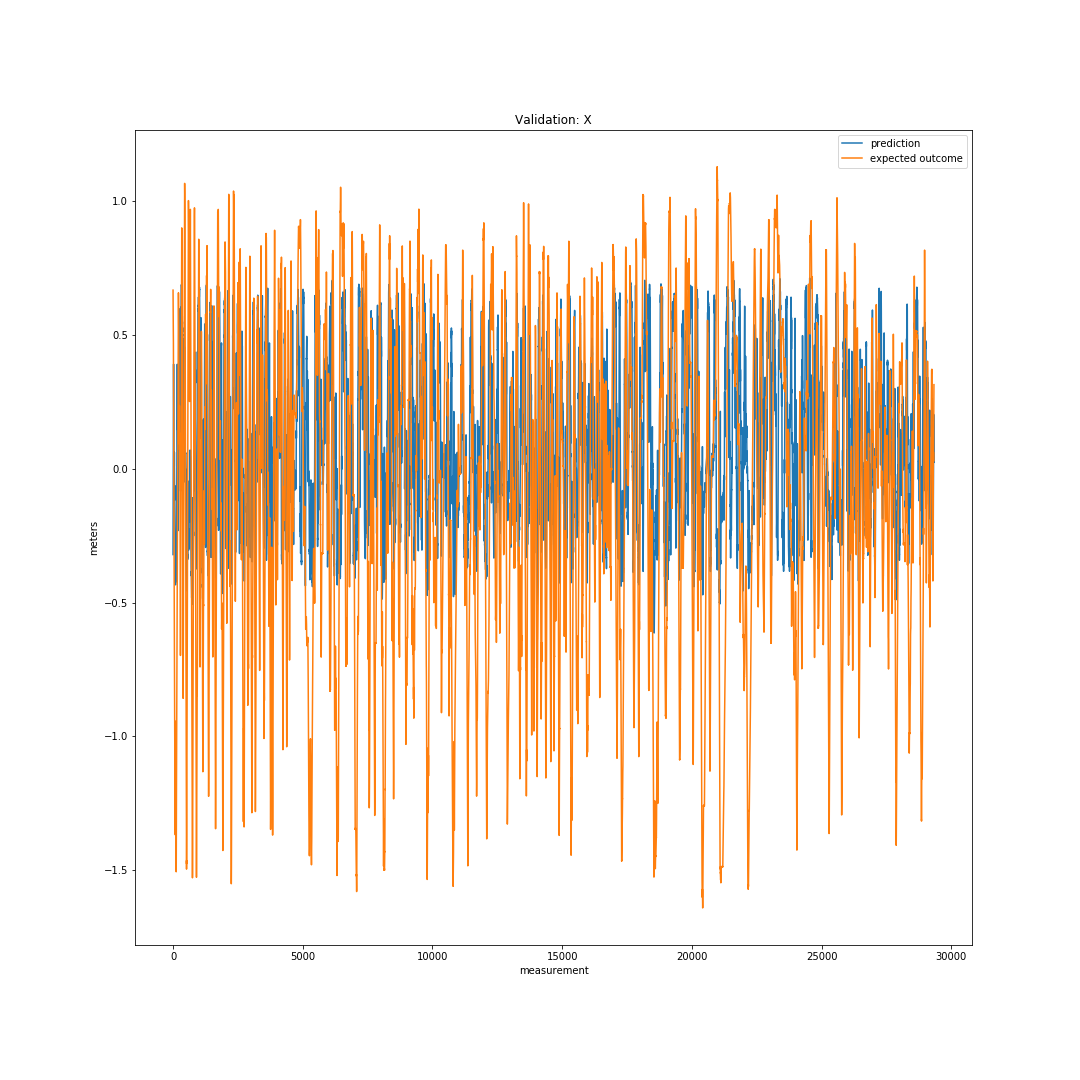 Validation: X
prediction
expected outcome
1.0
0.5
0.0
−0.5
−1.0
−1.5
meters
0 5000 10000 15000 20000 25000 30000
measurement